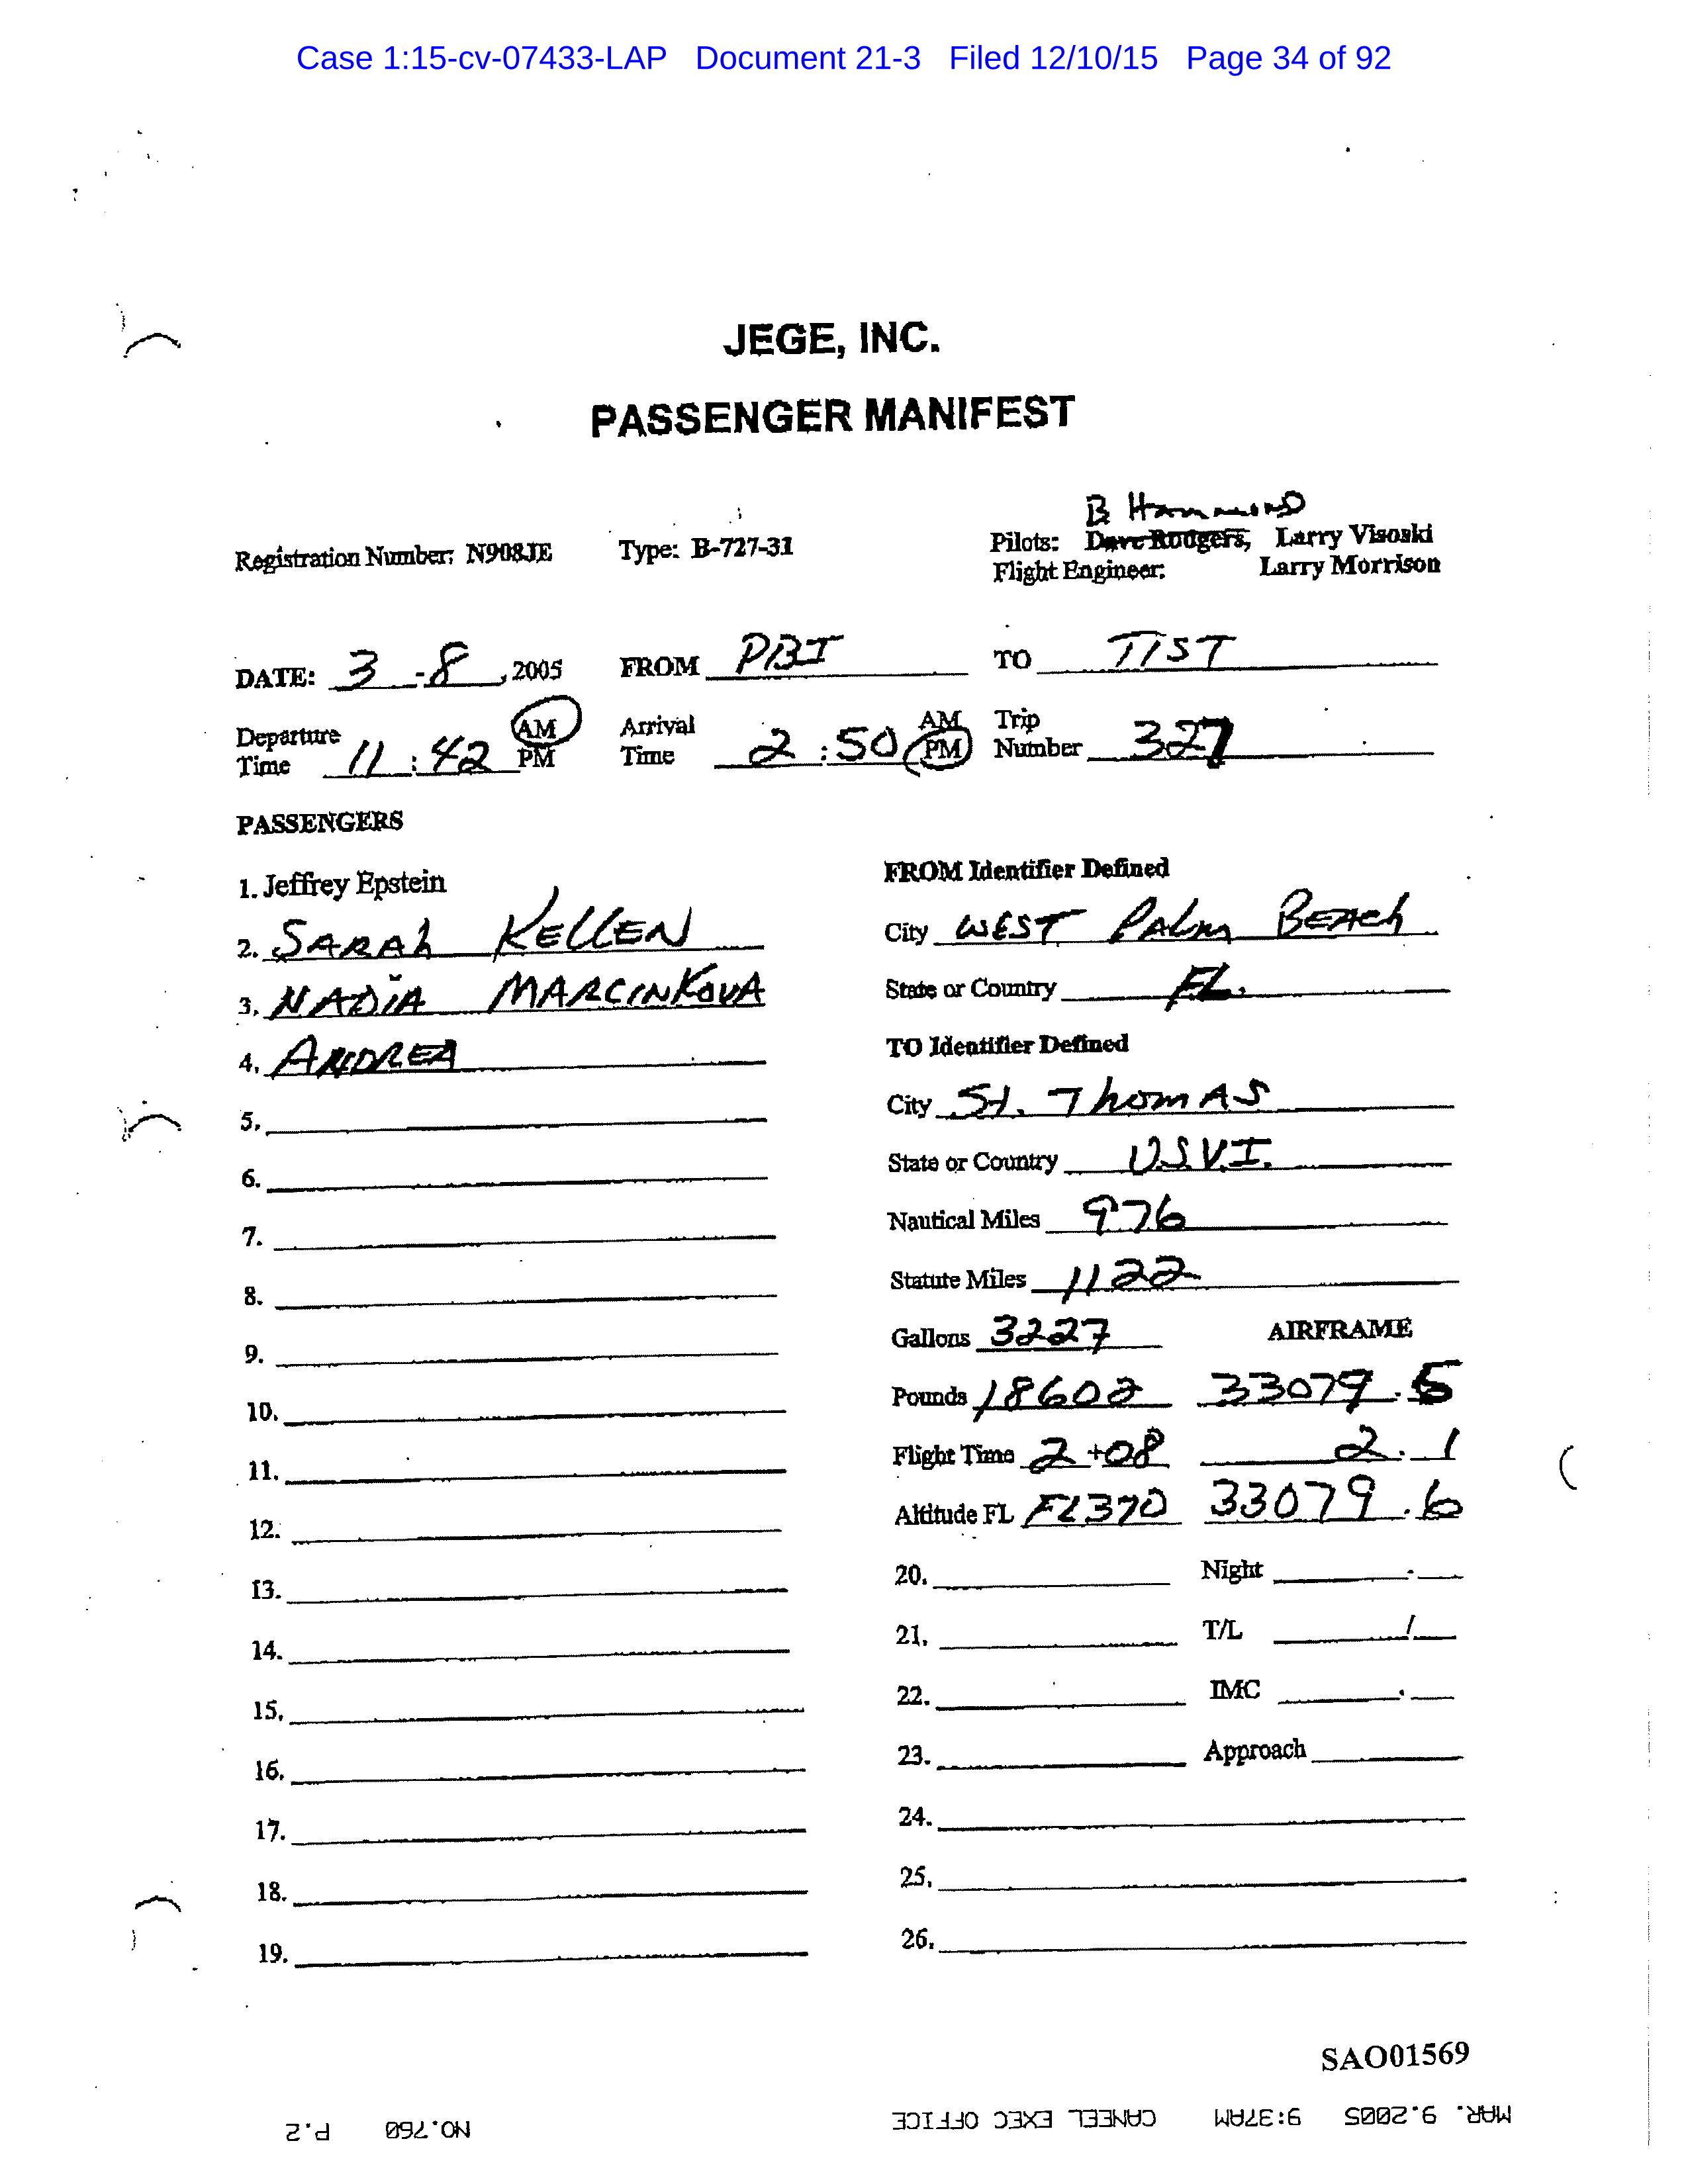 Case 1:15-cv-07433-LAP Document 21-3 Filed 12/10/15 Page 34 of 92
JEGE, INC.
PASSENGER MANIFEST
B Hammond
Registration Number: N908JE Type: B-727-31 Pilots: Dave Rodgers, Larry Visoski
Flight Engineer: Larry Morrison
DATE: 3-8, 2005 FROM PBI TO TIST
Departure Time 11:42 AM PM Arrival Time 2:50 AM PM Trip Number 327
PASSENGERS
1. Jeffrey Epstein
2. SARAh KELLEN
3. NADIA MARCINKOVA
4. ANDREA
5.
6.
7.
8.
9.
10.
11.
12.
13.
14.
15.
16.
17.
18.
19.
FROM Identifier Defined
City WEST PALm BEACh
State or Country FL.
TO Identifier Defined
City St. ThomAS
State or Country U.S.V.I.
Nautical Miles 976
Statute Miles 1122
Gallons 3227 AIRFRAME
Pounds 18602 33079.5
Flight Time 2+08 2.1
Altitude FL FL370 33079.6
20. Night
21. T/L /
22. IMC
23. Approach
24.
25.
26.
SAO01569
MAR. 9.2005 9:37AM CANEEL EXEC OFFICE NO.760 P.2